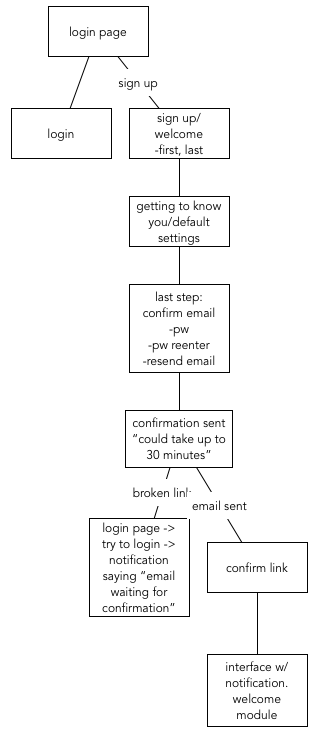 login page
sign up
login
sign up/
welcome
-first, last
getting to know
you/default
settings
last step:
confirm email
-pw
-pw reenter
-resend email
confirmation sent
“could take up to
30 minutes”
broken link
email sent
login page ->
try to login ->
notification
saying “email
waiting for
confirmation”
confirm link
interface w/
notification.
welcome
module